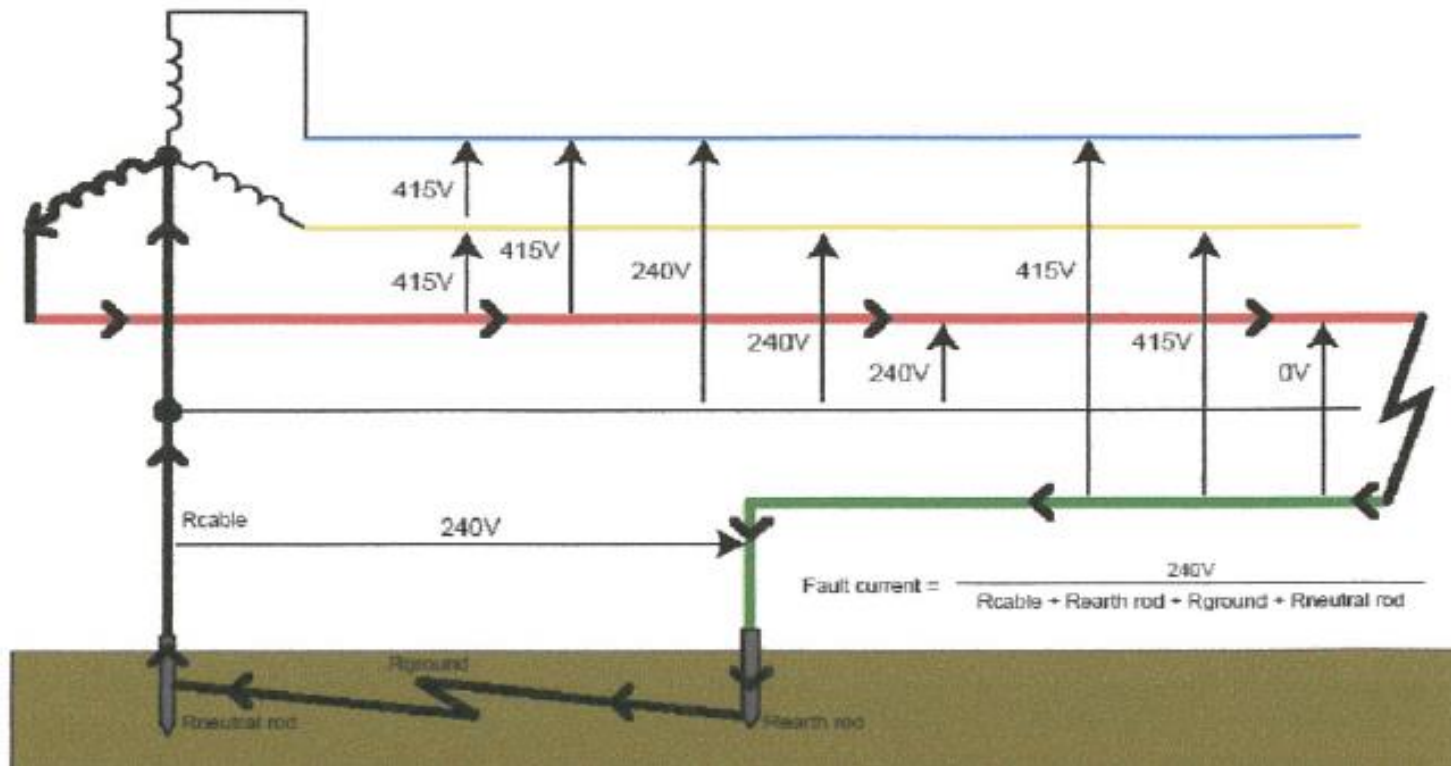 415V
415V
415V
240V
415V
240V
240V
415V
0V
Rcable
240V
Fault current =
240V
Rcable + Rearth rod + Rground + Rneutral rod
Rground
Rneutral rod
Rearth rod